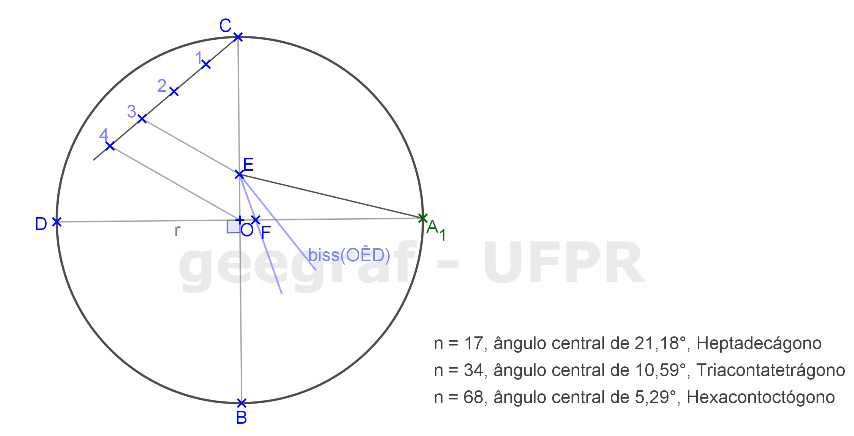 C
1
2
3
4
E
D
r
O
F
A1
biss(OÊD)
geegraf - UFPR
B
n = 17, ângulo central de 21,18°, Heptadecágono
n = 34, ângulo central de 10,59°, Triacontatetrágono
n = 68, ângulo central de 5,29°, Hexacontoctógono